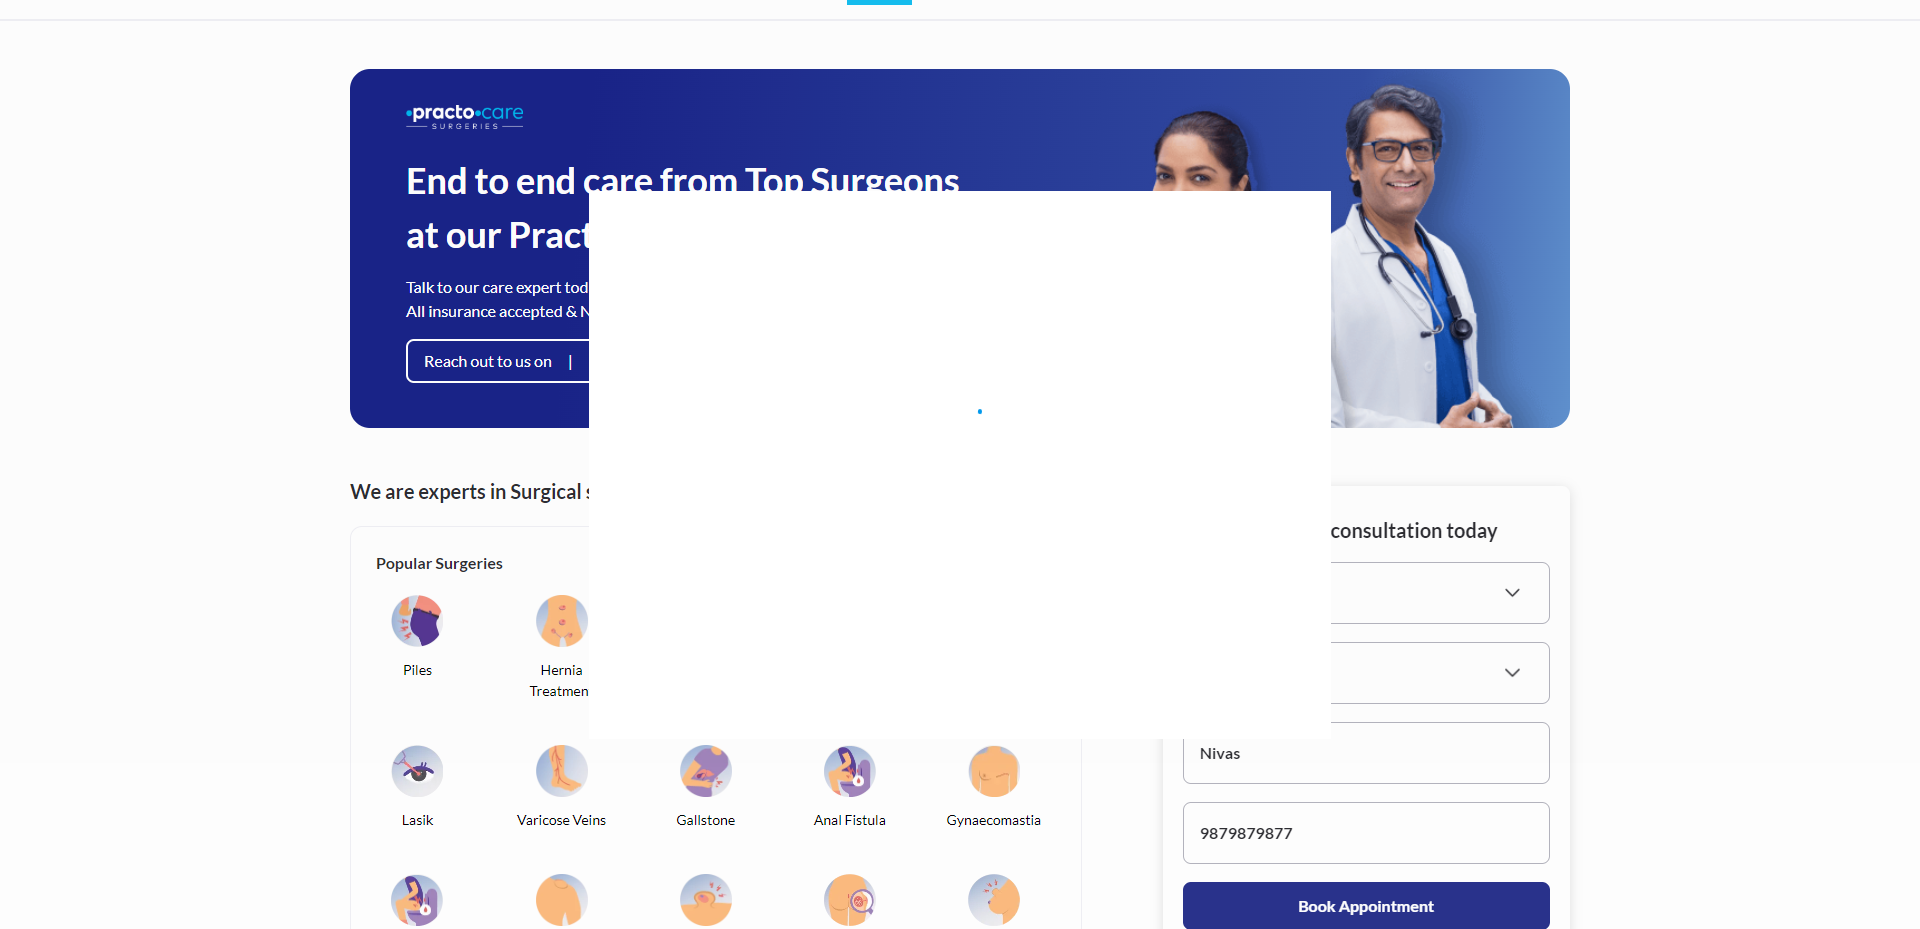 practo care
SURGERIES
End to end care from Top Surgeons
at our Pract
Talk to our care expert tod
All insurance accepted & N
Reach out to us on |
We are experts in Surgical s
consultation today
Popular Surgeries
Piles
Hernia
Treatmen
Nivas
Lasik
Varicose Veins
Gallstone
Anal Fistula
Gynaecomastia
9879879877
Book Appointment